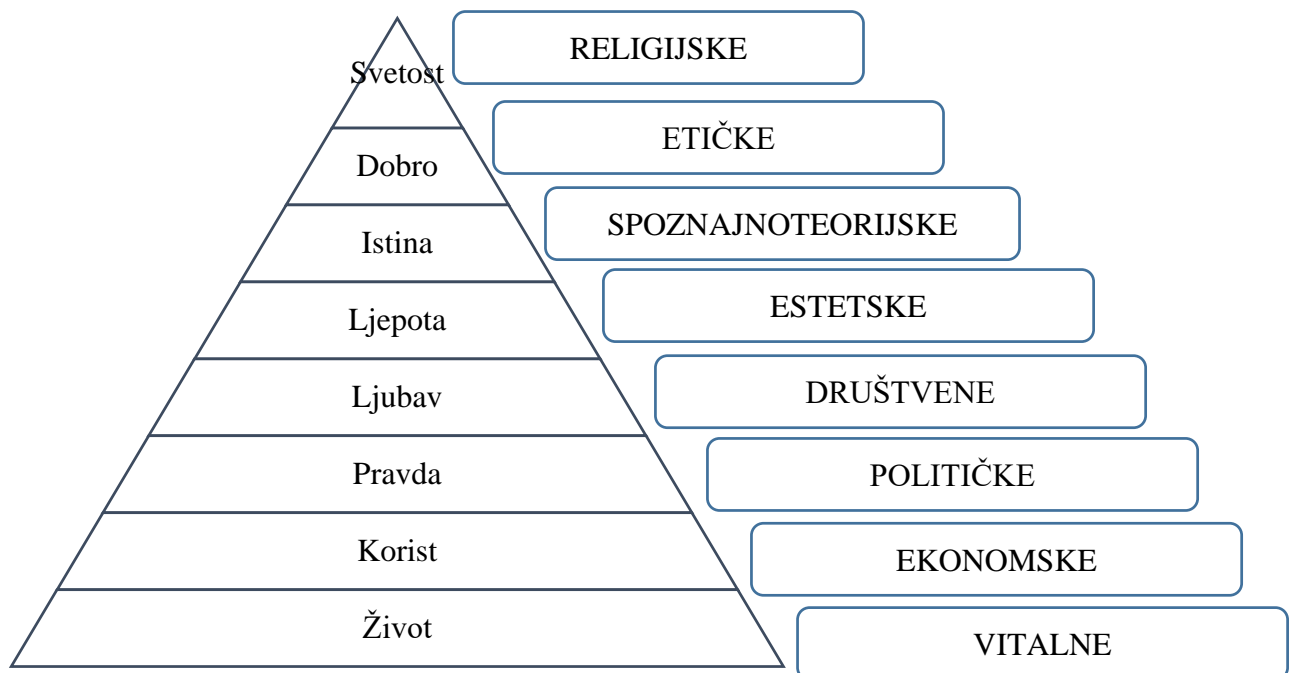 Svetost
RELIGIJSKE
Dobro
ETIČKE
Istina
SPOZNAJNOTEORIJSKE
Ljepota
ESTETSKE
Ljubav
DRUŠTVENE
Pravda
POLITIČKE
Korist
EKONOMSKE
Život
VITALNE